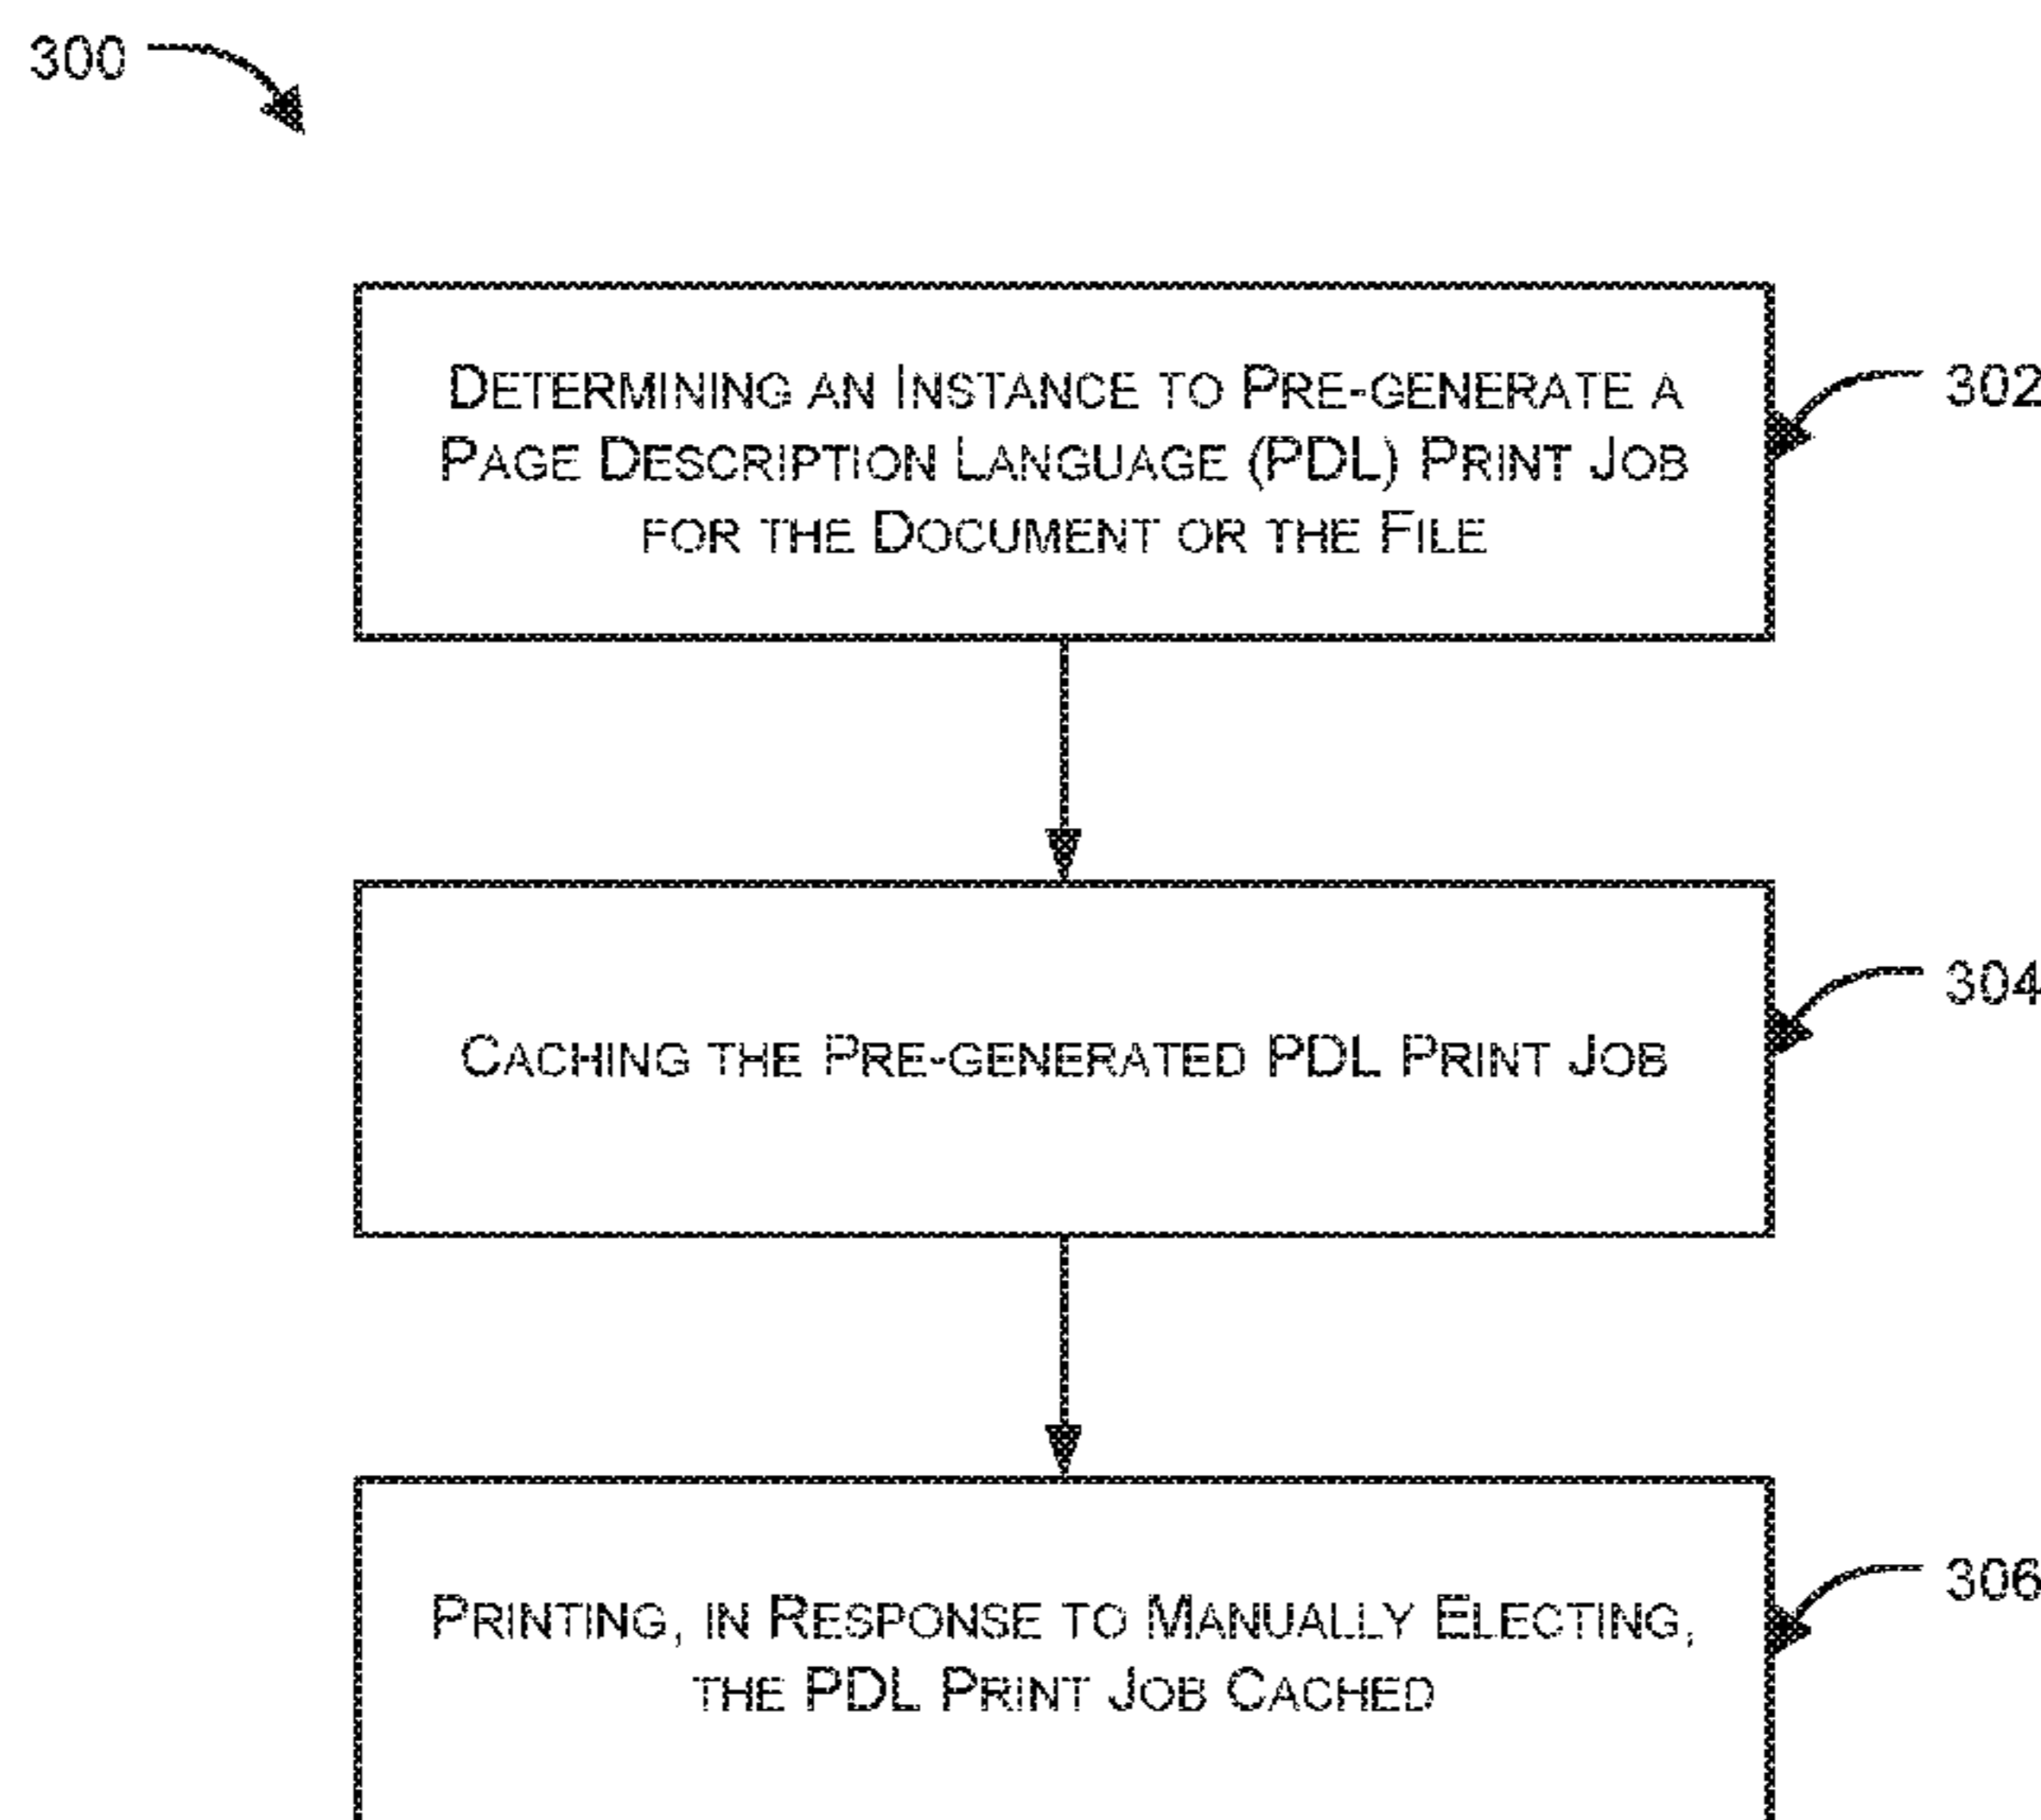 300
DETERMINING AN INSTANCE TO PRE-GENERATE A
PAGE DESCRIPTION LANGUAGE (PDL) PRINT JOB
FOR THE DOCUMENT OR THE FILE
302
CACHING THE PRE-GENERATED PDL PRINT JOB
304
PRINTING, IN RESPONSE TO MANUALLY ELECTING,
THE PDL PRINT JOB CACHED
306